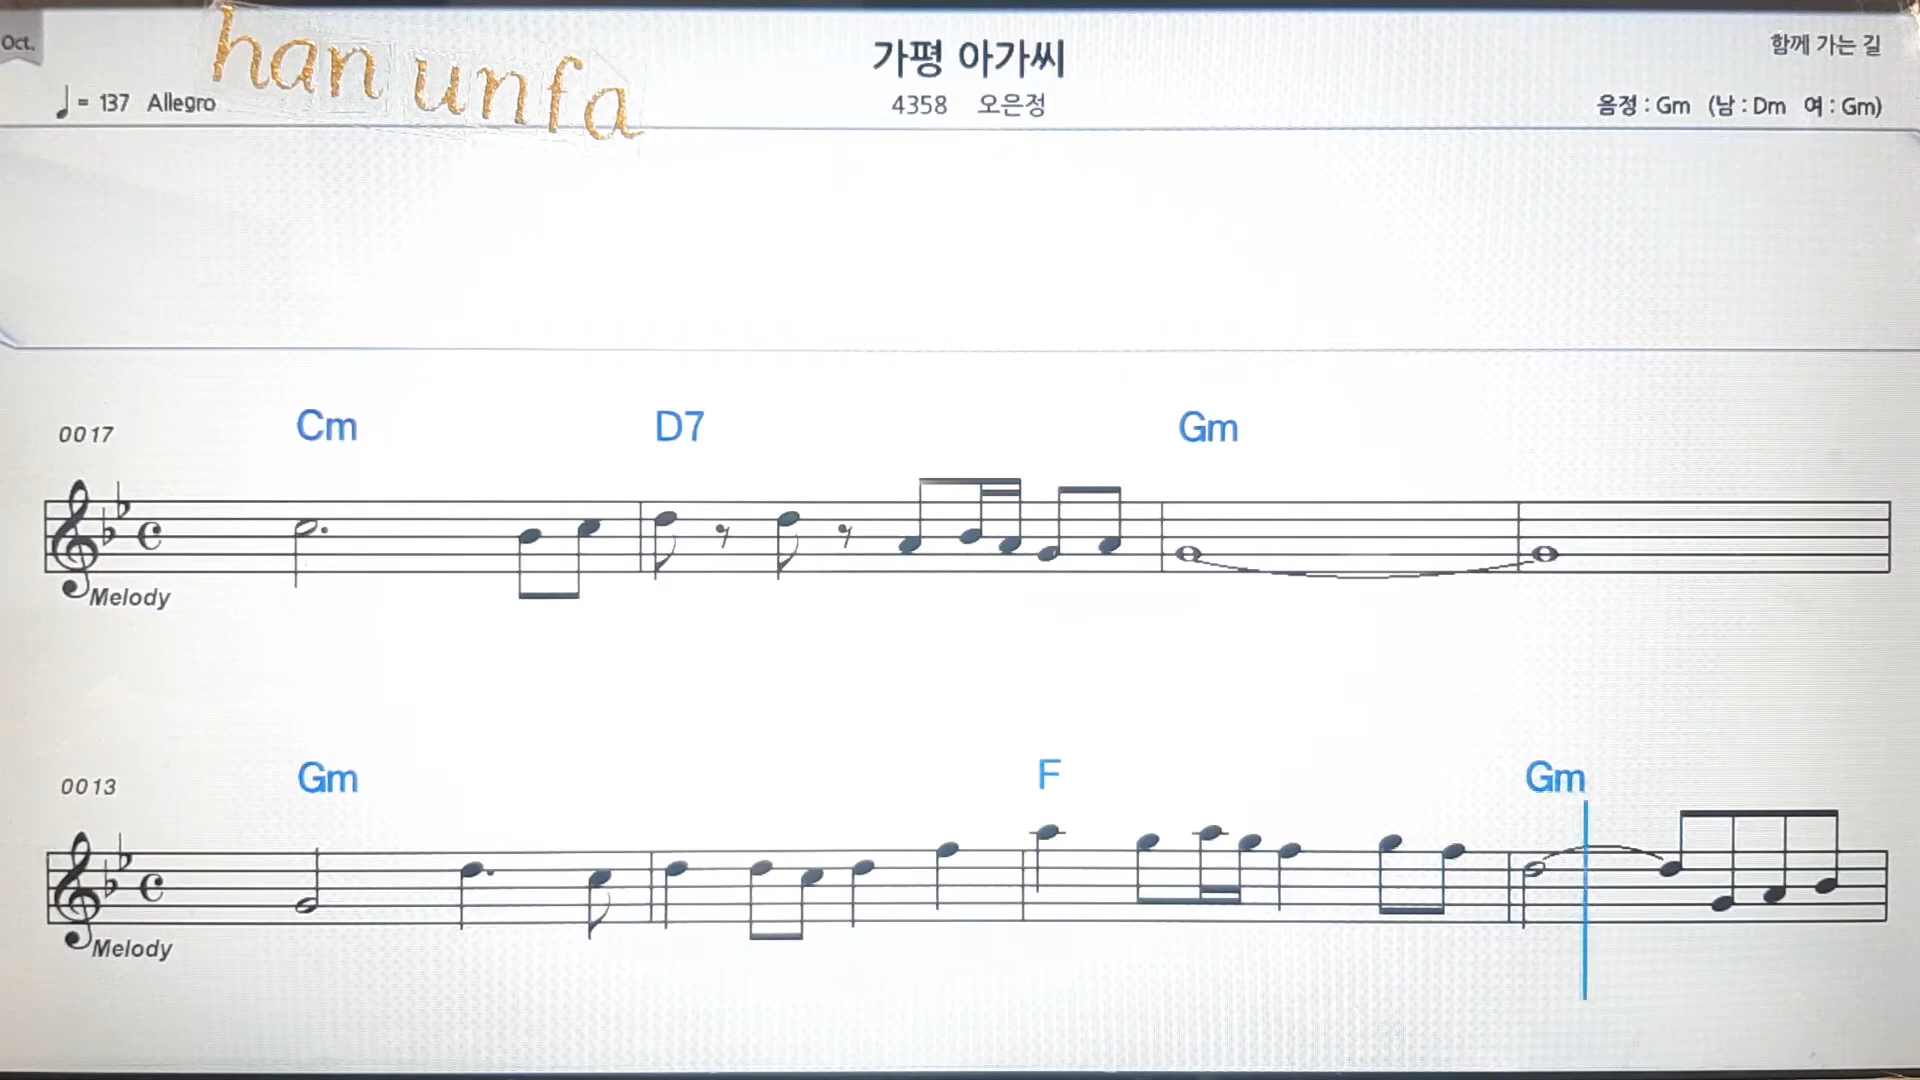 Oct.
han unfa
가평 아가씨
함께 가는 길
♩= 137 Allegro
4358 오은정
음정 : Gm (남 : Dm 여 : Gm)
0017
Cm D7 Gm
Melody
0013
Gm F Gm
Melody